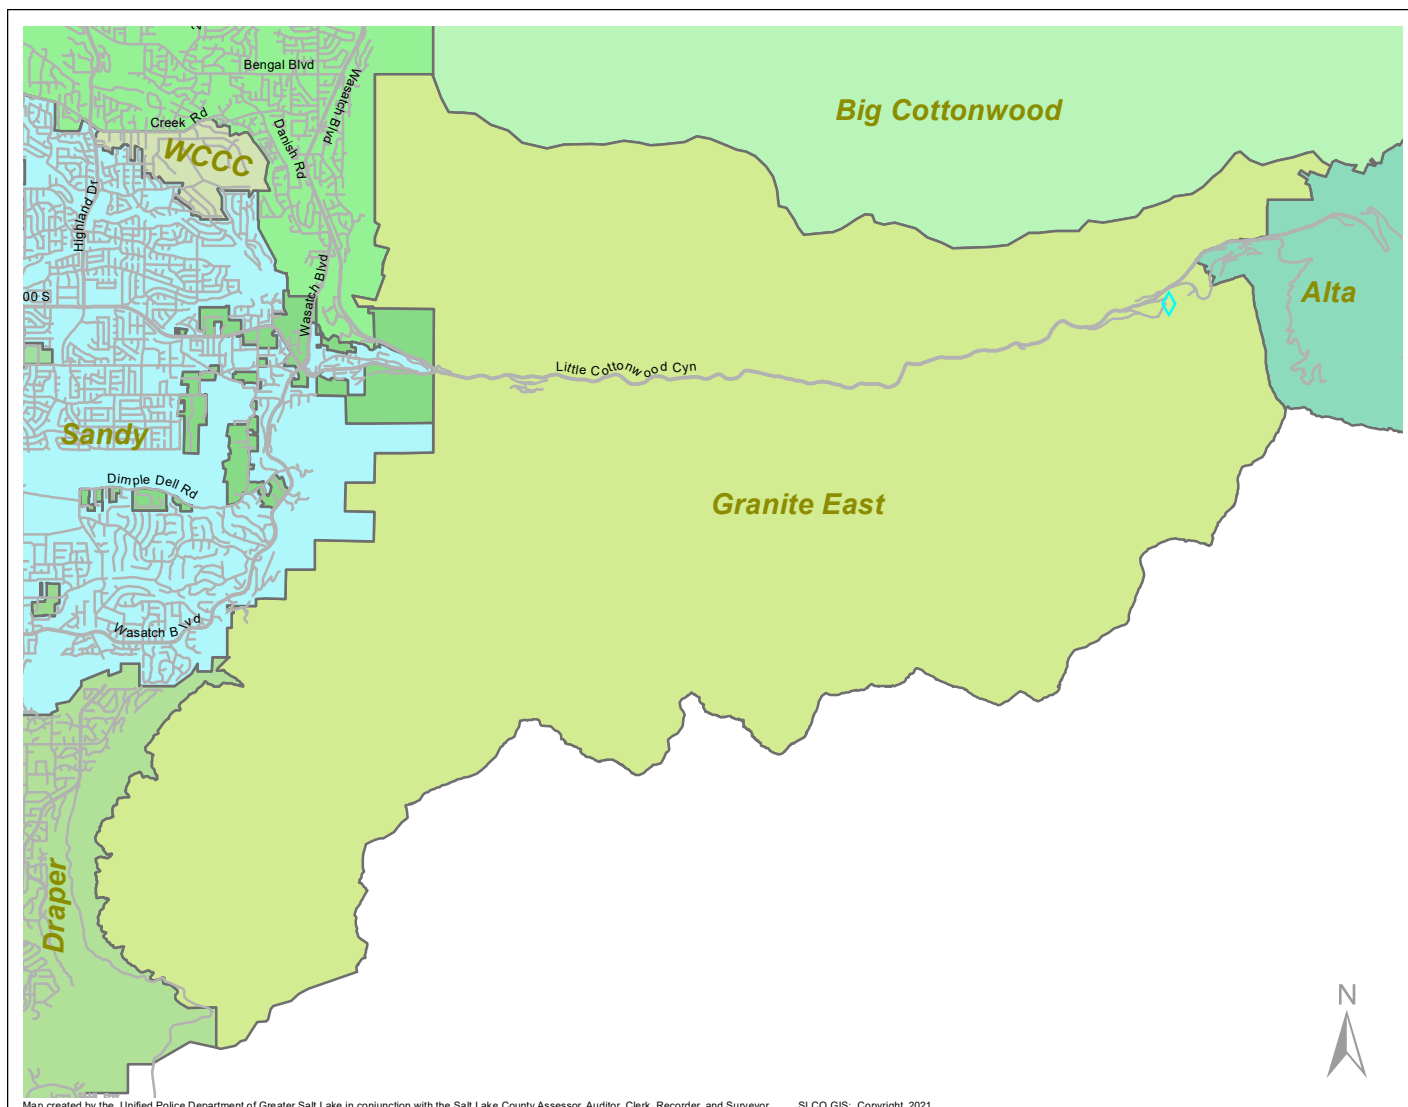 Bengal Blvd
Wasatch Blvd
Big Cottonwood
Creek Rd
Danish Rd
WCCC
Highland Dr
Wasatch Blvd
00 S
Alta
Little Cottonwood Cyn
Sandy
Dimple Dell Rd
Granite East
Wasatch Blvd
Draper
N
Map created by the Unified Police Department of Greater Salt Lake in conjunction with the Salt Lake County Assessor, Auditor, Clerk, Recorder, and Surveyor. SLCO GIS: Copyright, 2021